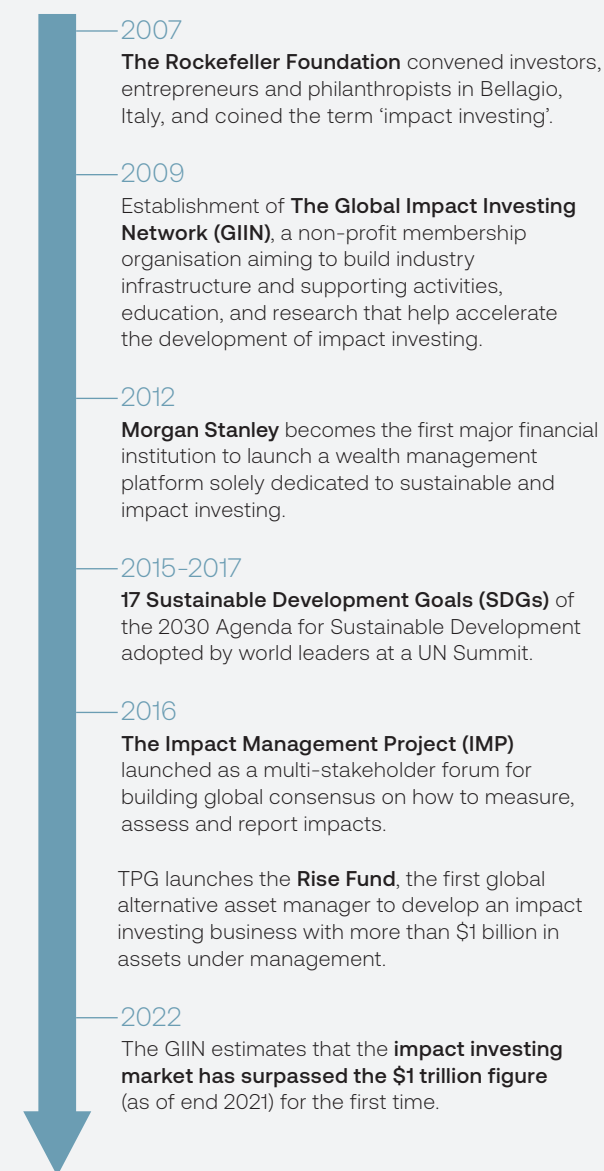 2007
The Rockefeller Foundation convened investors,
entrepreneurs and philanthropists in Bellagio,
Italy, and coined the term ‘impact investing’.
2009
Establishment of The Global Impact Investing
Network (GIIN), a non-profit membership
organisation aiming to build industry
infrastructure and supporting activities,
education, and research that help accelerate
the development of impact investing.
2012
Morgan Stanley becomes the first major financial
institution to launch a wealth management
platform solely dedicated to sustainable and
impact investing.
2015-2017
17 Sustainable Development Goals (SDGs) of
the 2030 Agenda for Sustainable Development
adopted by world leaders at a UN Summit.
2016
The Impact Management Project (IMP)
launched as a multi-stakeholder forum for
building global consensus on how to measure,
assess and report impacts.
TPG launches the Rise Fund, the first global
alternative asset manager to develop an impact
investing business with more than $1 billion in
assets under management.
2022
The GIIN estimates that the impact investing
market has surpassed the $1 trillion figure
(as of end 2021) for the first time.